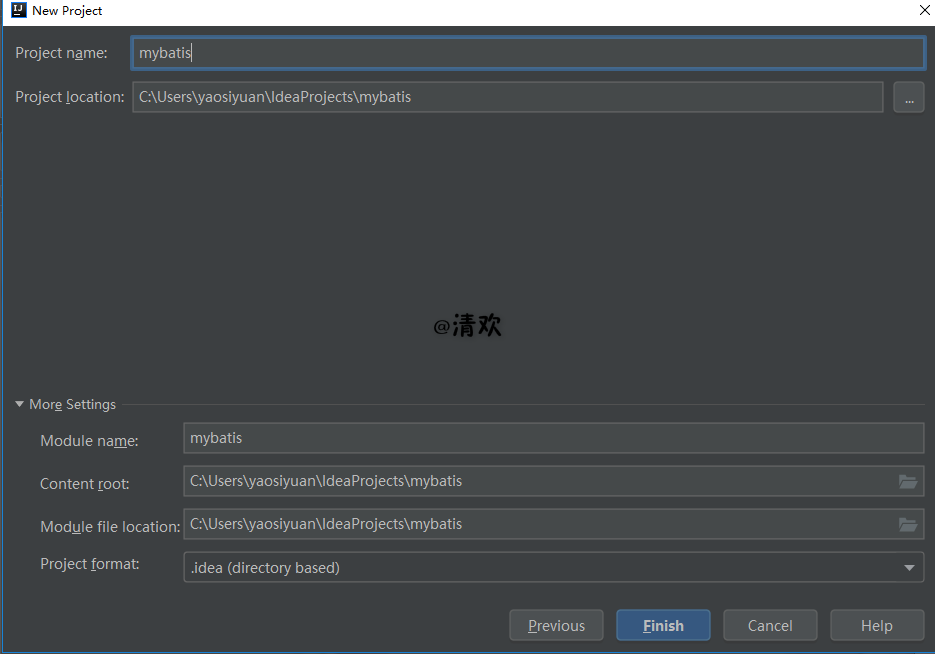 New Project
Project name: mybatis
Project location: C:\Users\yaosiyuan\IdeaProjects\mybatis ...
@清欢
More Settings
Module name: mybatis
Content root: C:\Users\yaosiyuan\IdeaProjects\mybatis
Module file location: C:\Users\yaosiyuan\IdeaProjects\mybatis
Project format: .idea (directory based)
Previous Finish Cancel Help